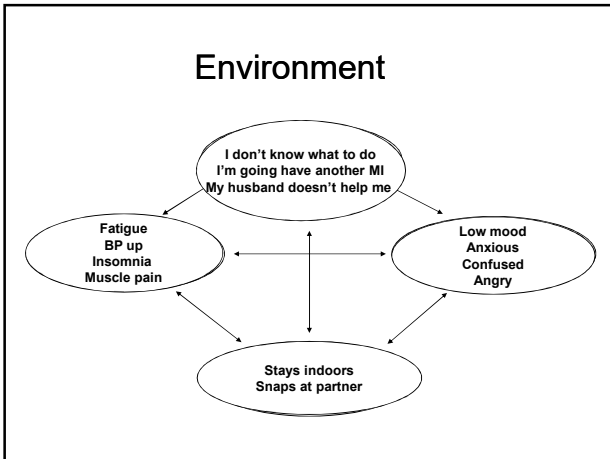 Environment
I don't know what to do
I'm going have another MI
My husband doesn't help me
Fatigue
BP up
Insomnia
Muscle pain
Low mood
Anxious
Confused
Angry
Stays indoors
Snaps at partner